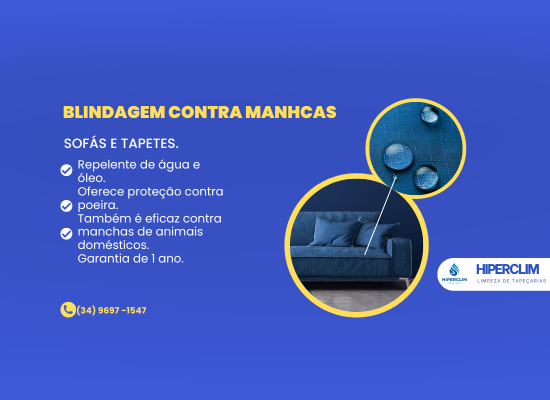 BLINDAGEM CONTRA MANHCAS
SOFÁS E TAPETES.
Repelente de água e
óleo.
Oferece proteção contra
poeira.
Também é eficaz contra
manchas de animais
domésticos.
Garantia de 1 ano.
(34) 9697-1547
HIPERCLIM
HIPERCLIM
LIMPEZA DE TAPEÇARIAS